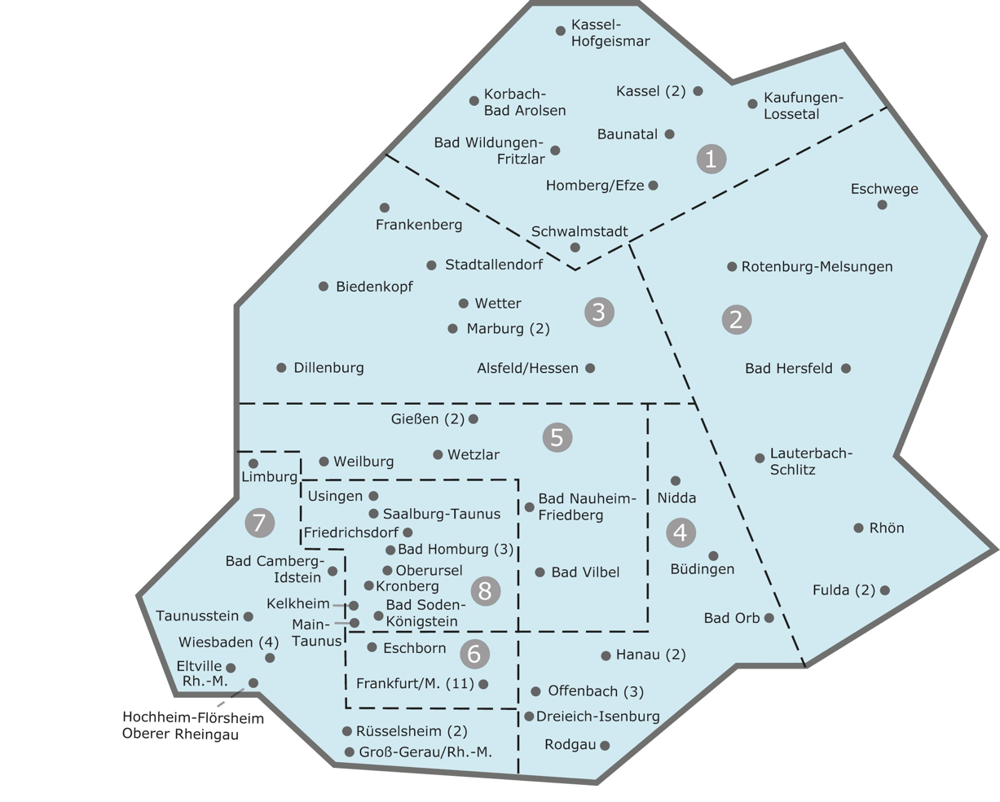 Kassel-
Hofgeismar
Korbach-
Bad Arolsen
Kassel (2)
Kaufungen-
Lossetal
Baunatal
Bad Wildungen-
Fritzlar
1
Homberg/Efze
Eschwege
Frankenberg
Schwalmstadt
Stadtallendorf
Rotenburg-Melsungen
Biedenkopf
Wetter
3
2
Marburg (2)
Dillenburg
Alsfeld/Hessen
Bad Hersfeld
Gießen (2)
5
Weilburg
Wetzlar
Lauterbach-
Schlitz
Limburg
Usingen
Bad Nauheim-
Friedberg
Nidda
Saalburg-Taunus
7
Friedrichsdorf
4
Rhön
Bad Homburg (3)
Bad Camberg-
Idstein
Oberursel
Bad Vilbel
Büdingen
Kronberg
8
Fulda (2)
Kelkheim
Bad Soden-
Königstein
Taunusstein
Main-
Taunus
Bad Orb
Wiesbaden (4)
Eschborn
6
Hanau (2)
Eltville
Rh.-M.
Frankfurt/M. (11)
Offenbach (3)
Hochheim-Flörsheim
Oberer Rheingau
Dreieich-Isenburg
Rüsselsheim (2)
Rodgau
Groß-Gerau/Rh.-M.